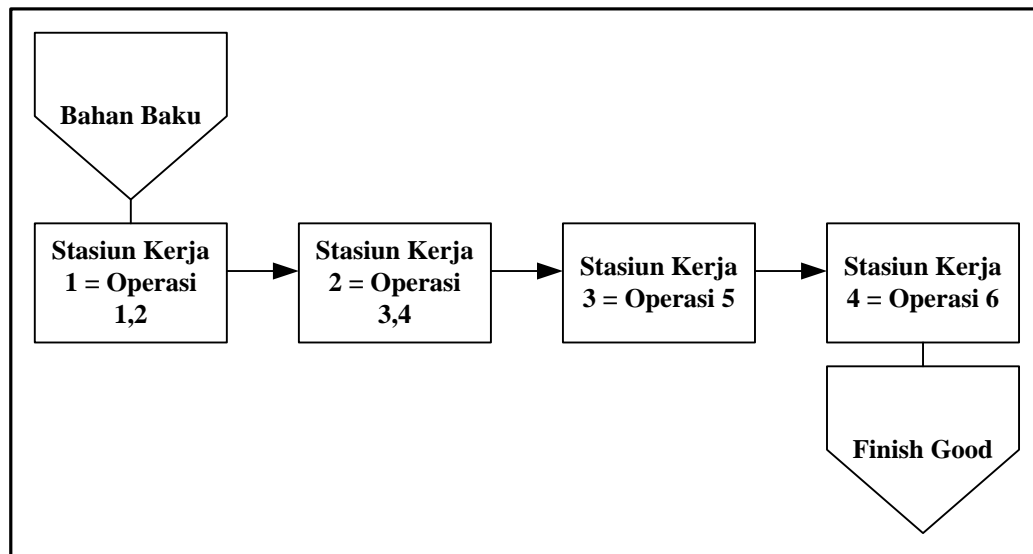 Bahan Baku
Stasiun Kerja
1 = Operasi
1,2
Stasiun Kerja
2 = Operasi
3,4
Stasiun Kerja
3 = Operasi 5
Stasiun Kerja
4 = Operasi 6
Finish Good